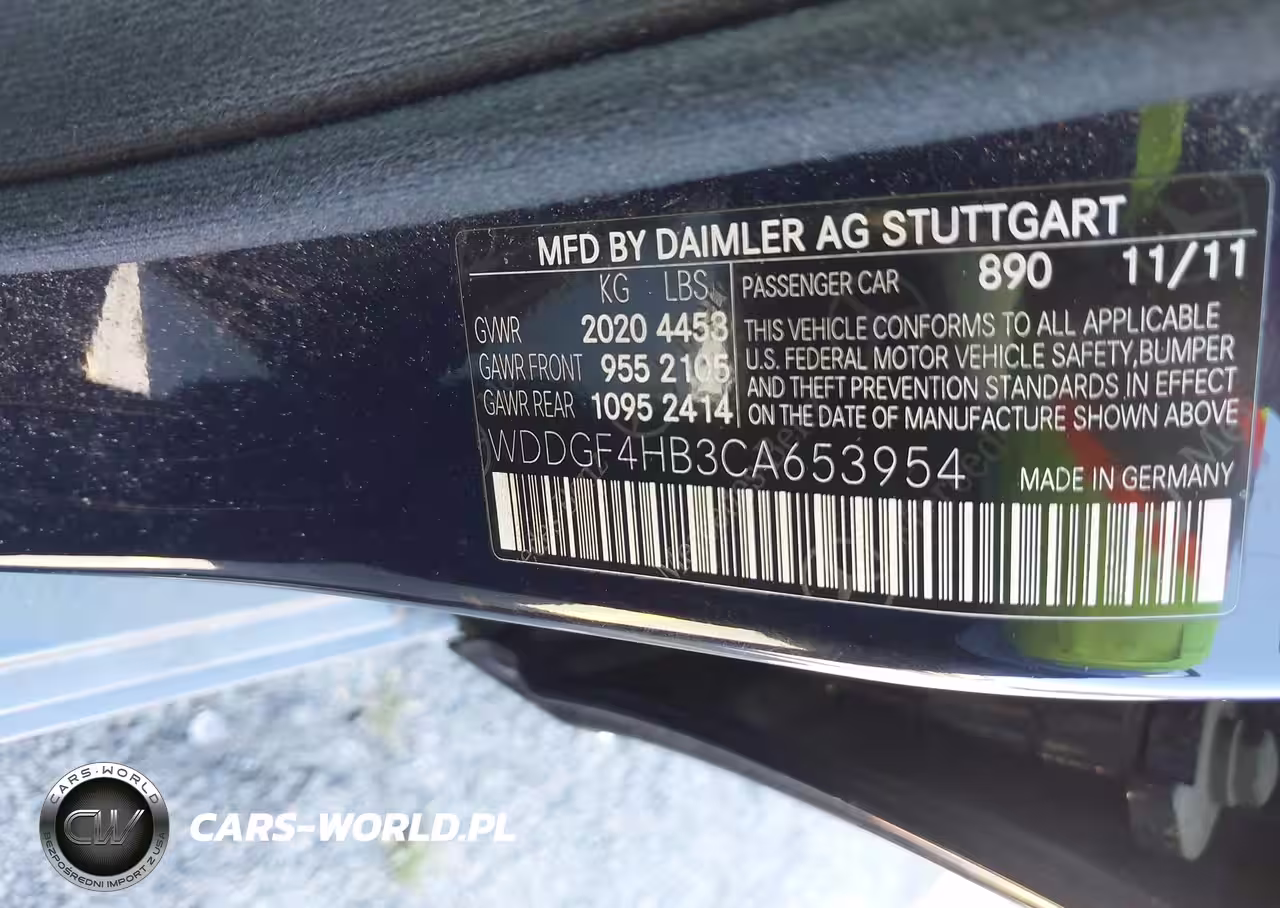 MFD BY DAIMLER AG STUTTGART
KG LBS PASSENGER CAR 890 11/11
GVWR 2020 4453 THIS VEHICLE CONFORMS TO ALL APPLICABLE
GAWR FRONT 955 2105 U.S. FEDERAL MOTOR VEHICLE SAFETY, BUMPER
GAWR REAR 1095 2414 AND THEFT PREVENTION STANDARDS IN EFFECT
ON THE DATE OF MANUFACTURE SHOWN ABOVE
WDDGF4HB3CA653954 MADE IN GERMANY
CARS-WORLD
CW
BEZPOŚREDNI IMPORT Z USA
CARS-WORLD.PL